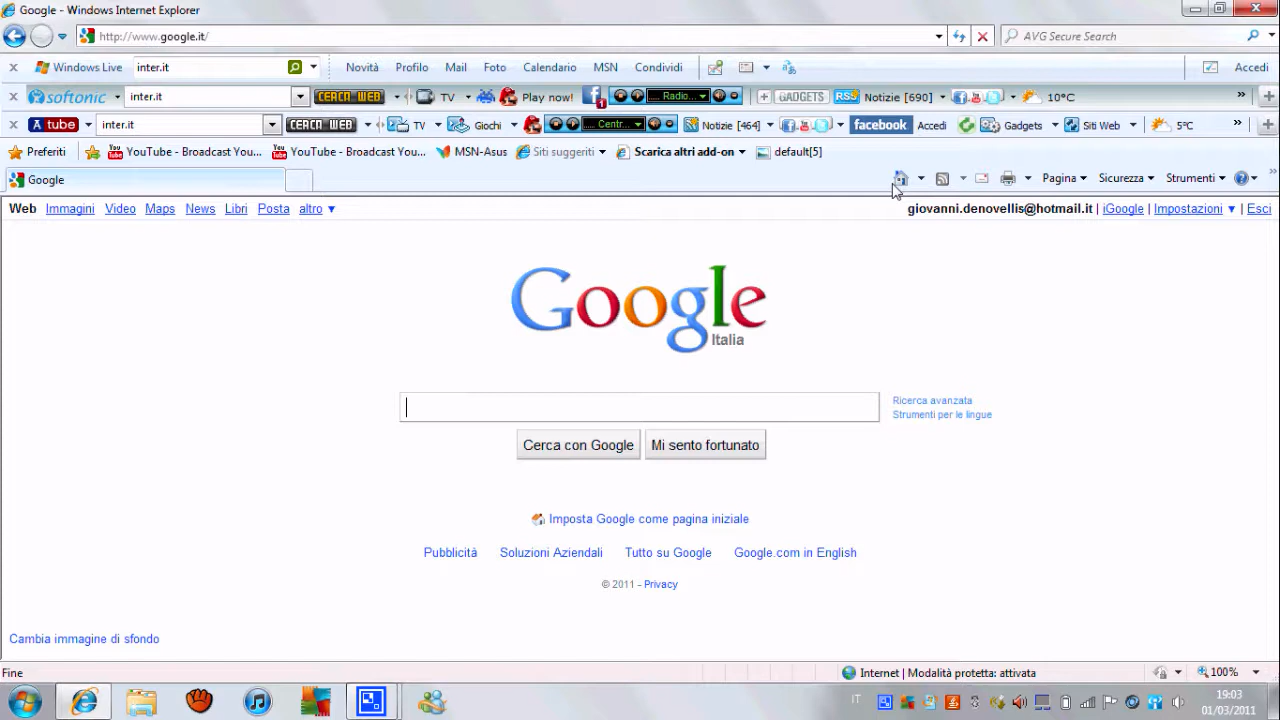 Google - Windows Internet Explorer
http://www.google.it/
AVG Secure Search
Windows Live inter.it Novità Profilo Mail Foto Calendario MSN Condividi Accedi
softonic inter.it CERCA WEB TV Play now! 1 Radio... GADGETS RSS Notizie [690] 10°C
A tube inter.it CERCA WEB TV Giochi Centr... Notizie [464] facebook Accedi Gadgets Siti Web 5°C
Preferiti YouTube - Broadcast You... YouTube - Broadcast You... MSN-Asus Siti suggeriti Scarica altri add-on default[5]
Google Pagina Sicurezza Strumenti
Web Immagini Video Maps News Libri Posta altro giovanni.denovellis@hotmail.it | iGoogle | Impostazioni | Esci
Google
Italia
Ricerca avanzata
Strumenti per le lingue
Cerca con Google Mi sento fortunato
Imposta Google come pagina iniziale
Pubblicità Soluzioni Aziendali Tutto su Google Google.com in English
© 2011 - Privacy
Cambia immagine di sfondo
Fine Internet | Modalità protetta: attivata 100%
IT 19:03
01/03/2011